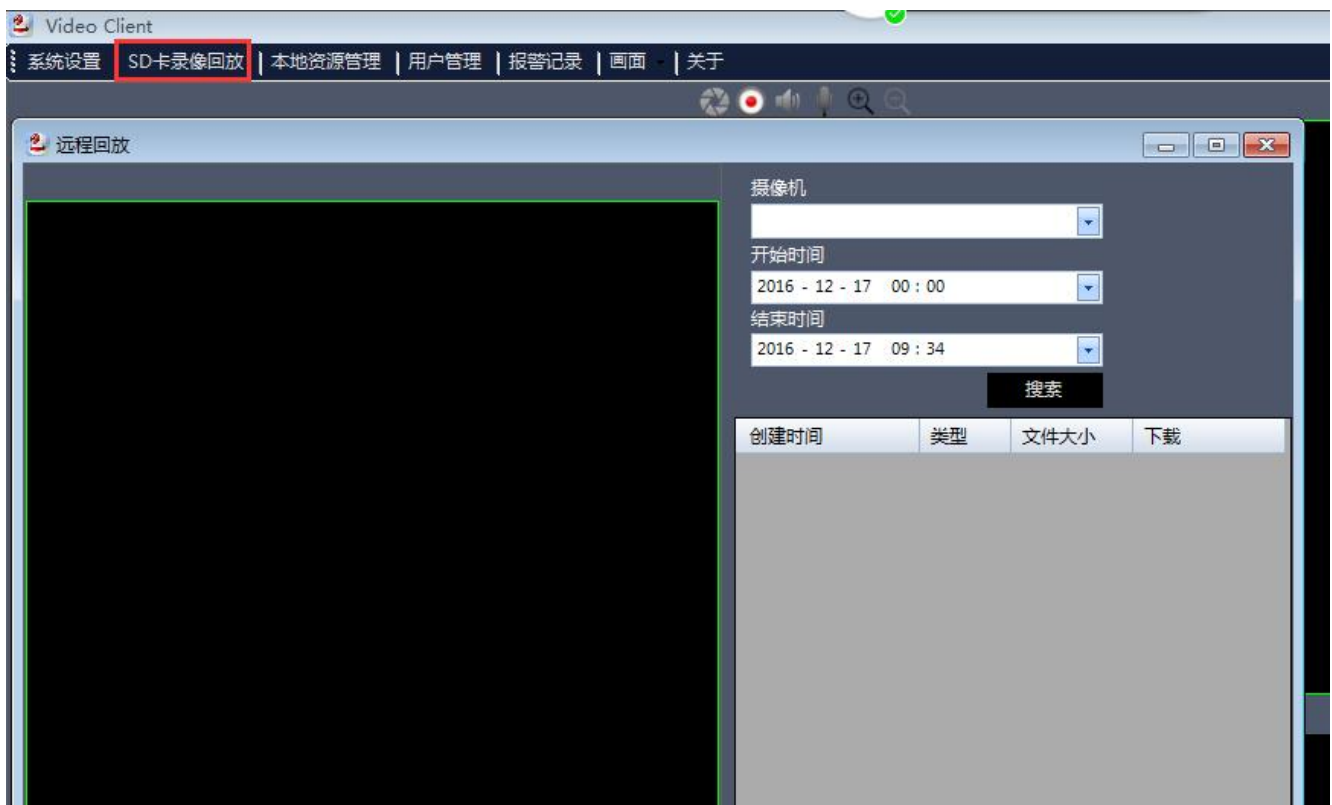 Video Client
系统设置 SD卡录像回放 | 本地资源管理 | 用户管理 | 报警记录 | 画面 | 关于
远程回放
摄像机
开始时间
2016 - 12 - 17 00 : 00
结束时间
2016 - 12 - 17 09 : 34
搜索
创建时间 类型 文件大小 下载